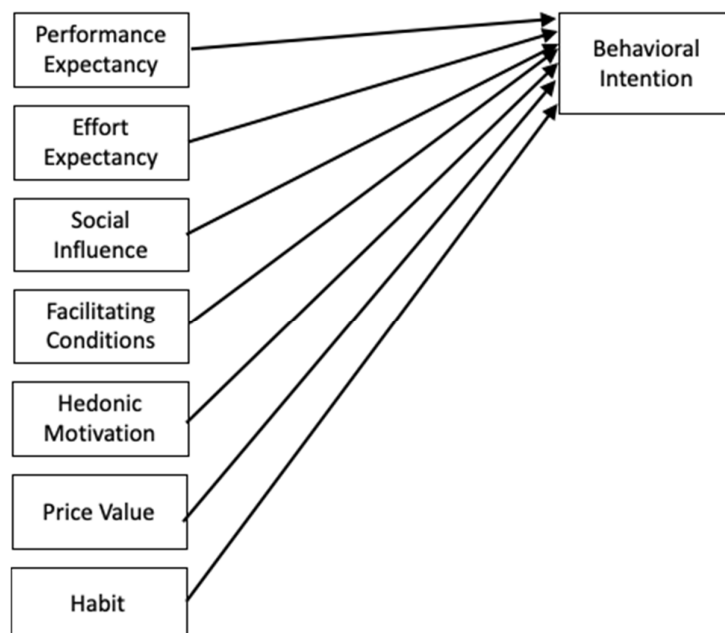 Performance
Expectancy
Behavioral
Intention
Effort
Expectancy
Social
Influence
Facilitating
Conditions
Hedonic
Motivation
Price Value
Habit